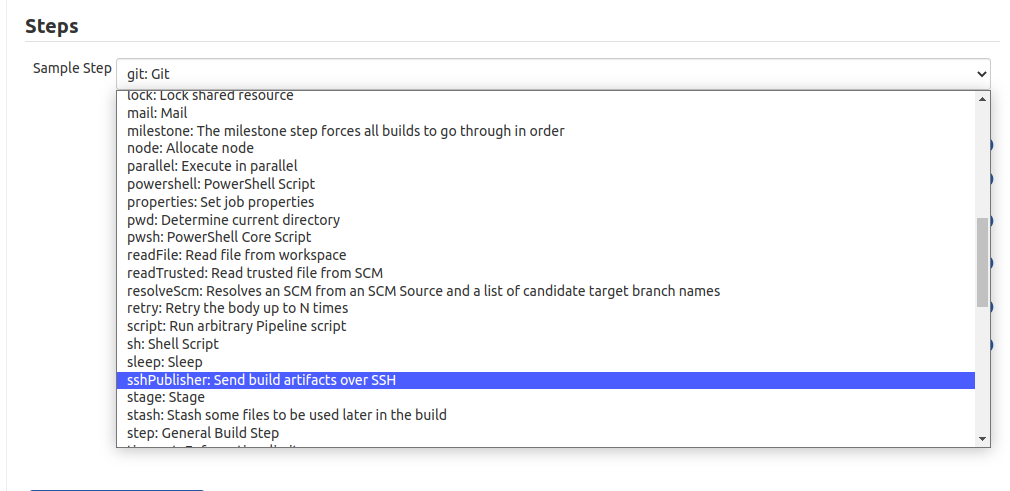 Steps
Sample Step
git: Git
lock: Lock shared resource
mail: Mail
milestone: The milestone step forces all builds to go through in order
node: Allocate node
parallel: Execute in parallel
powershell: PowerShell Script
properties: Set job properties
pwd: Determine current directory
pwsh: PowerShell Core Script
readFile: Read file from workspace
readTrusted: Read trusted file from SCM
resolveScm: Resolves an SCM from an SCM Source and a list of candidate target branch names
retry: Retry the body up to N times
script: Run arbitrary Pipeline script
sh: Shell Script
sleep: Sleep
sshPublisher: Send build artifacts over SSH
stage: Stage
stash: Stash some files to be used later in the build
step: General Build Step